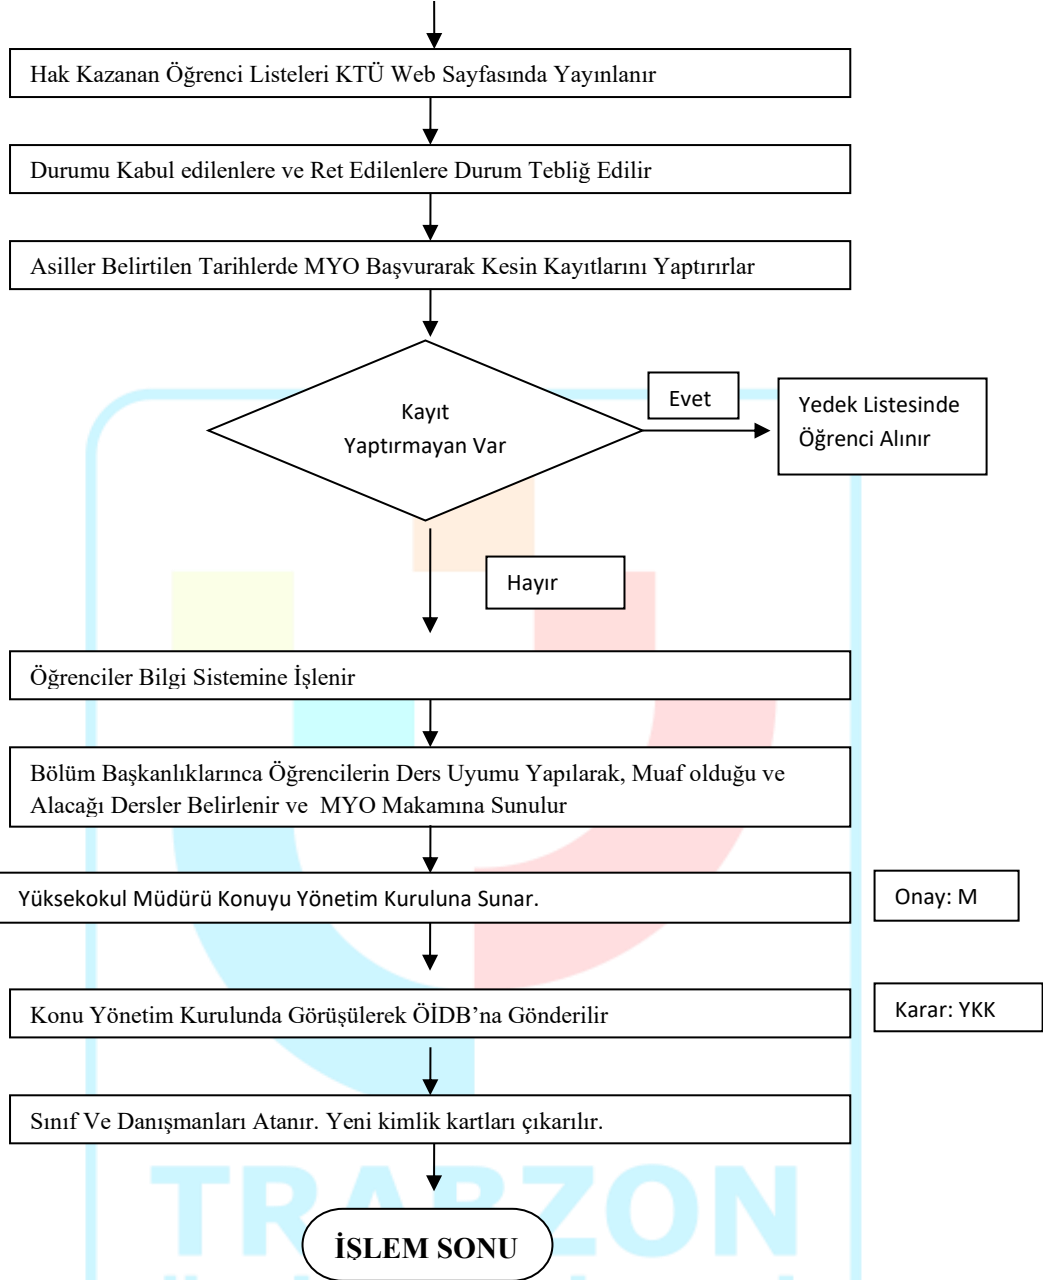 Hak Kazanan Öğrenci Listeleri KTÜ Web Sayfasında Yayınlanır
Durumu Kabul edilenlere ve Ret Edilenlere Durum Tebliğ Edilir
Asiller Belirtilen Tarihlerde MYO Başvurarak Kesin Kayıtlarını Yaptırırlar
Kayıt
Yaptırmayan Var
Evet
Yedek Listesinde
Öğrenci Alınır
Hayır
Öğrenciler Bilgi Sistemine İşlenir
Bölüm Başkanlıklarınca Öğrencilerin Ders Uyumu Yapılarak, Muaf olduğu ve
Alacağı Dersler Belirlenir ve  MYO Makamına Sunulur
Yüksekokul Müdürü Konuyu Yönetim Kuruluna Sunar.
Onay: M
Konu Yönetim Kurulunda Görüşülerek ÖİDB’na Gönderilir
Karar: YKK
Sınıf Ve Danışmanları Atanır. Yeni kimlik kartları çıkarılır.
TRABZON
İŞLEM SONU